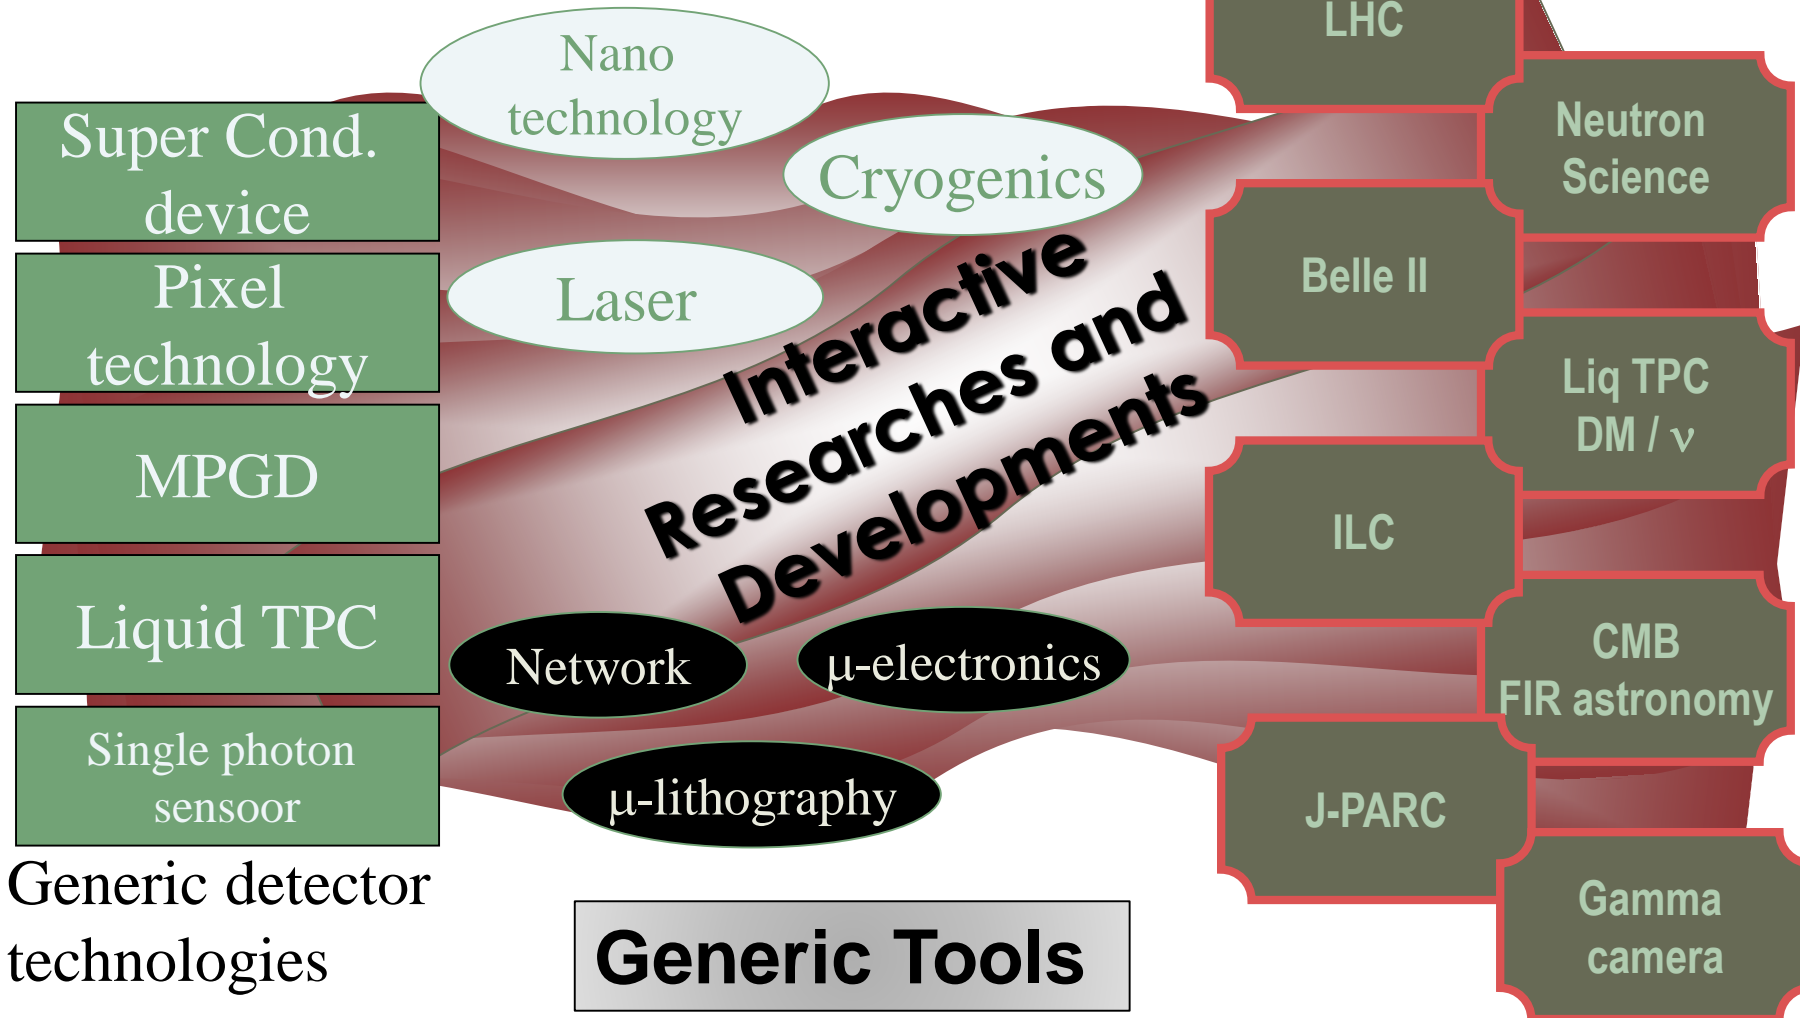 Super Cond.
device
Pixel
technology
MPGD
Liquid TPC
Single photon
sensoor
Generic detector
technologies
Nano
technology
Cryogenics
Laser
Interactive
Researches and
Developments
Network
μ-electronics
μ-lithography
Generic Tools
LHC
Neutron
Science
Belle II
Liq TPC
DM / ν
ILC
CMB
FIR astronomy
J-PARC
Gamma
camera